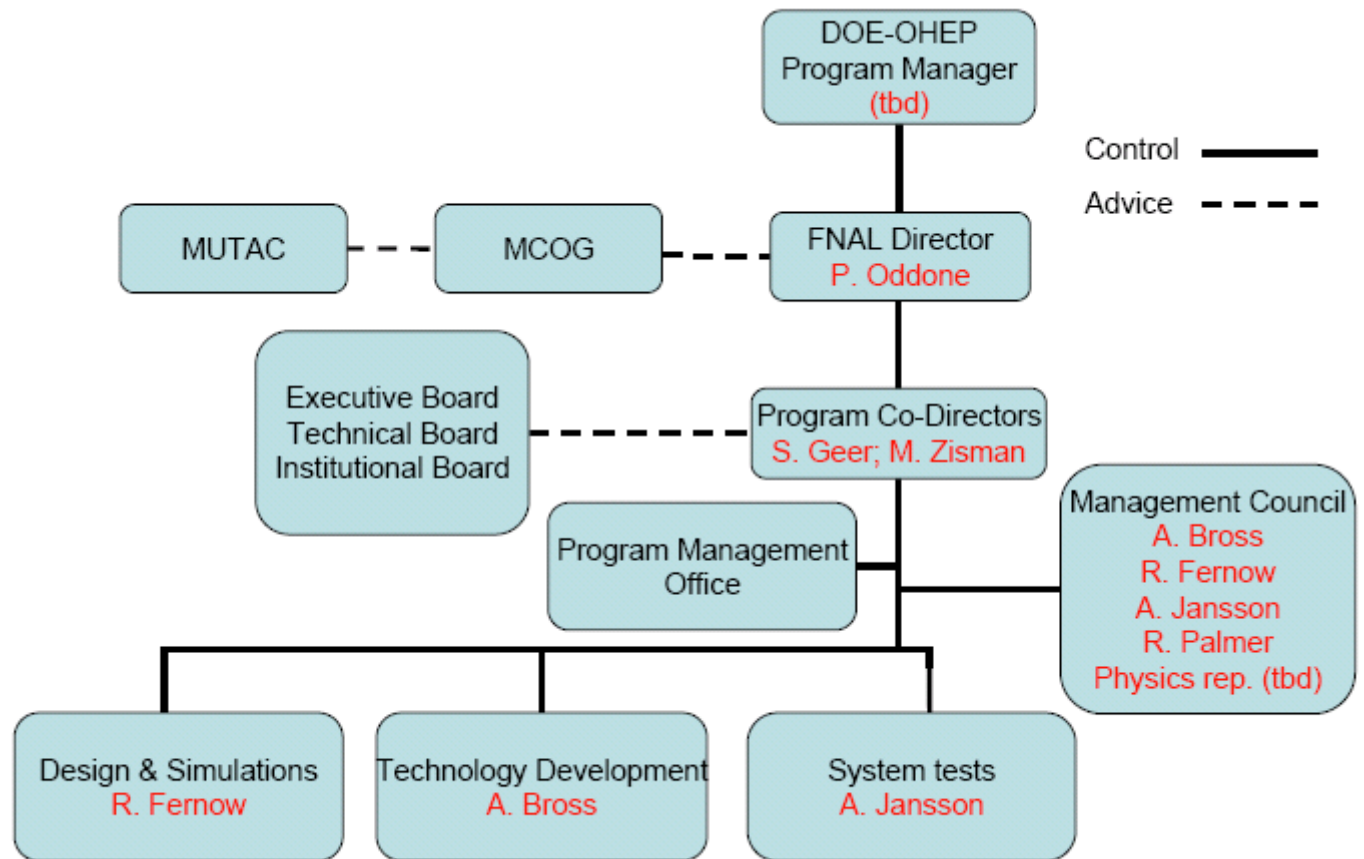 DOE-OHEP
Program Manager
(tbd)
Control
Advice
MUTAC
MCOG
FNAL Director
P. Oddone
Executive Board
Technical Board
Institutional Board
Program Co-Directors
S. Geer; M. Zisman
Program Management
Office
Management Council
A. Bross
R. Fernow
A. Jansson
R. Palmer
Physics rep. (tbd)
Design & Simulations
R. Fernow
Technology Development
A. Bross
System tests
A. Jansson